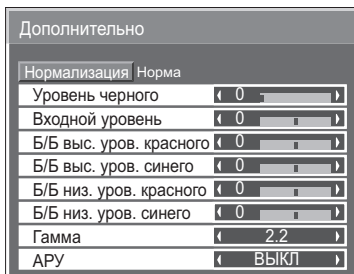 Дополнительно
Нормализация Норма
Уровень черного 0
Входной уровень 0
Б/Б выс. уров. красного 0
Б/Б выс. уров. синего 0
Б/Б низ. уров. красного 0
Б/Б низ. уров. синего 0
Гамма 2.2
АРУ ВЫКЛ